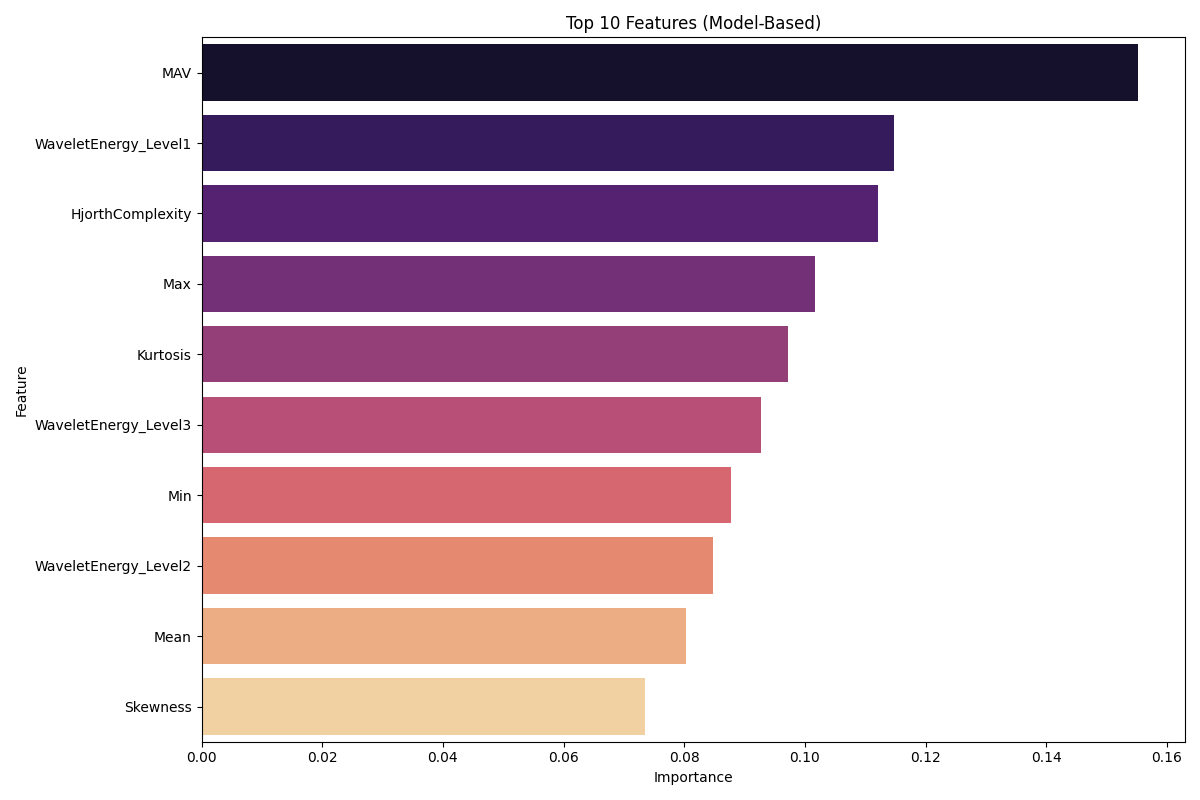 Top 10 Features (Model-Based)
MAV
WaveletEnergy_Level1
HjorthComplexity
Max
Kurtosis
WaveletEnergy_Level3
Min
WaveletEnergy_Level2
Mean
Skewness
Feature
0.00 0.02 0.04 0.06 0.08 0.10 0.12 0.14 0.16
Importance